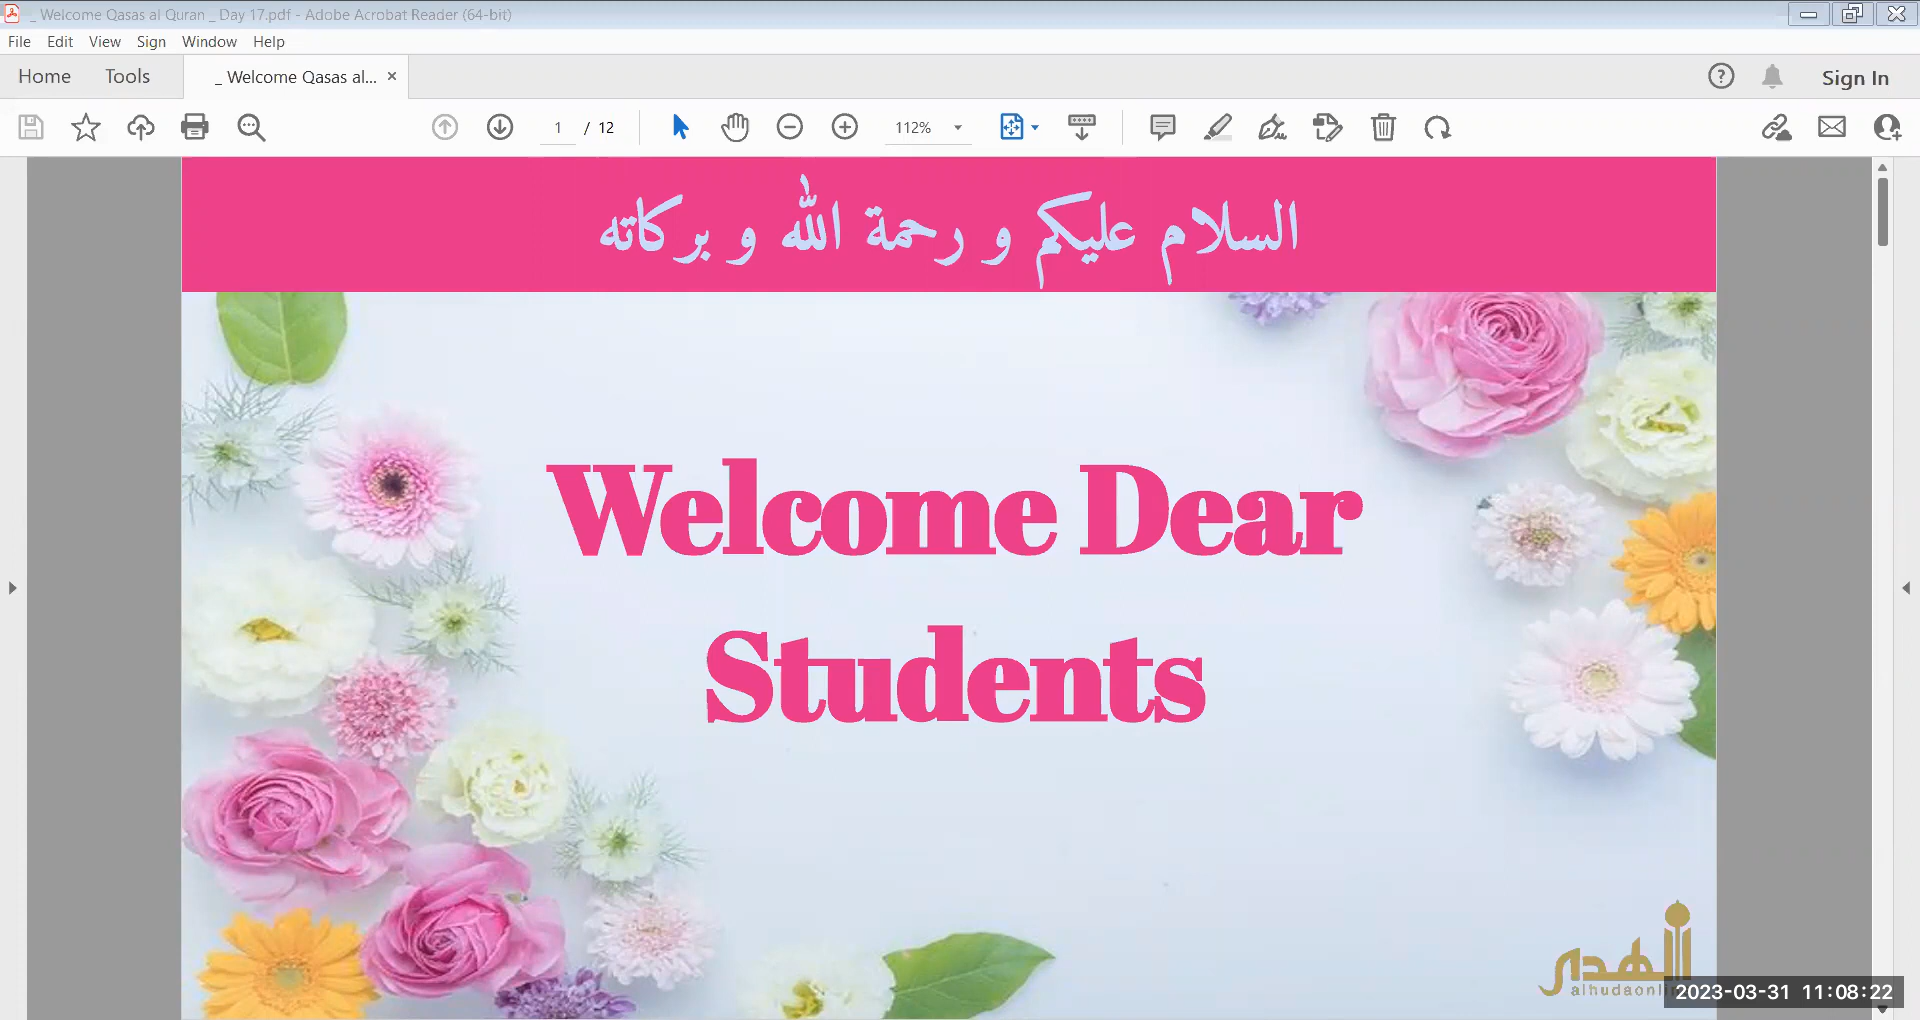 _ Welcome Qasas al Quran _ Day 17.pdf - Adobe Acrobat Reader (64-bit)
File Edit View Sign Window Help
Home Tools _ Welcome Qasas al... × Sign In
1 / 12 112%
السلام عليكم و رحمة الله و بركاته
Welcome Dear
Students
الهدى
alhudaonli
2023-03-31 11:08:22